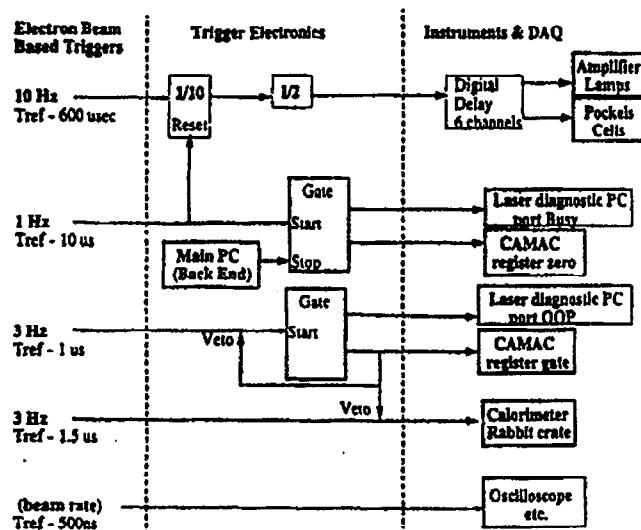 Electron Beam
Based Triggers
Trigger Electronics
Instruments & DAQ
10 Hz
Tref - 600 usec
1/10
Reset
1/2
Digital
Delay
6 channels
Amplifier
Lamps
Pockels
Cells
1 Hz
Tref - 10 us
Gate
Start
Stop
Main PC
(Back End)
Laser diagnostic PC
port Busy
CAMAC
register zero
3 Hz
Tref - 1 us
Veto
Gate
Start
Laser diagnostic PC
port OOP
CAMAC
register gate
3 Hz
Tref - 1.5 us
Veto
Calorimeter
Rabbit crate
(beam rate)
Tref - 500ns
Oscilloscope
etc.